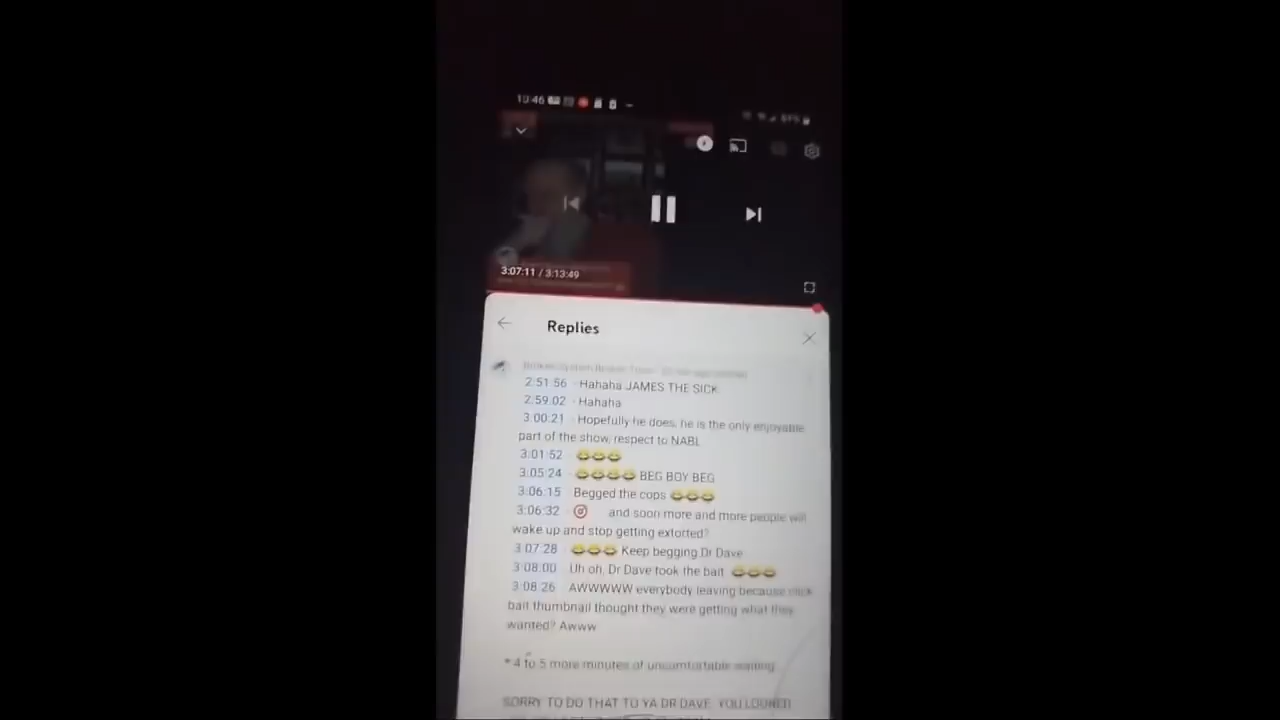 10:46
3:07:11 / 3:13:49
Replies
2:51:56 - Hahaha JAMES THE SICK
2:59:02 - Hahaha
3:00:21 - Hopefully he does, he is the only enjoyable
part of the show, respect to NABL
3:01:52 - 😂😂😂
3:05:24 - 😂😂😂😂 BEG BOY BEG
3:06:15 Begged the cops 😂😂😂
3:06:32 - 🎯 and soon more and more people will
wake up and stop getting extorted?
3:07:28 - 😂😂😂 Keep begging Dr Dave
3:08:00 Uh oh, Dr Dave took the bait 😂😂😂
3:08:26 AWWWWW everybody leaving because click
bait thumbnail thought they were getting what they
wanted? Awww
* 4 to 5 more minutes of uncomfortable waiting
SORRY TO DO THAT TO YA DR DAVE, YOU LOOKED